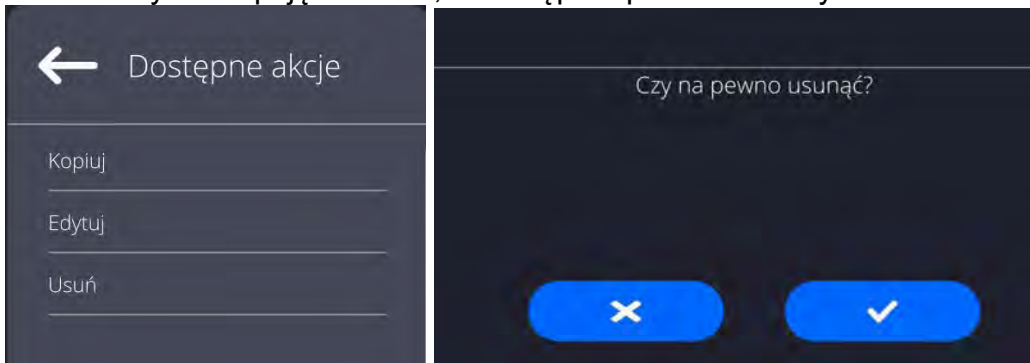 Dostępne akcje
Kopiuj
Edytuj
Usuń
Czy na pewno usunąć?